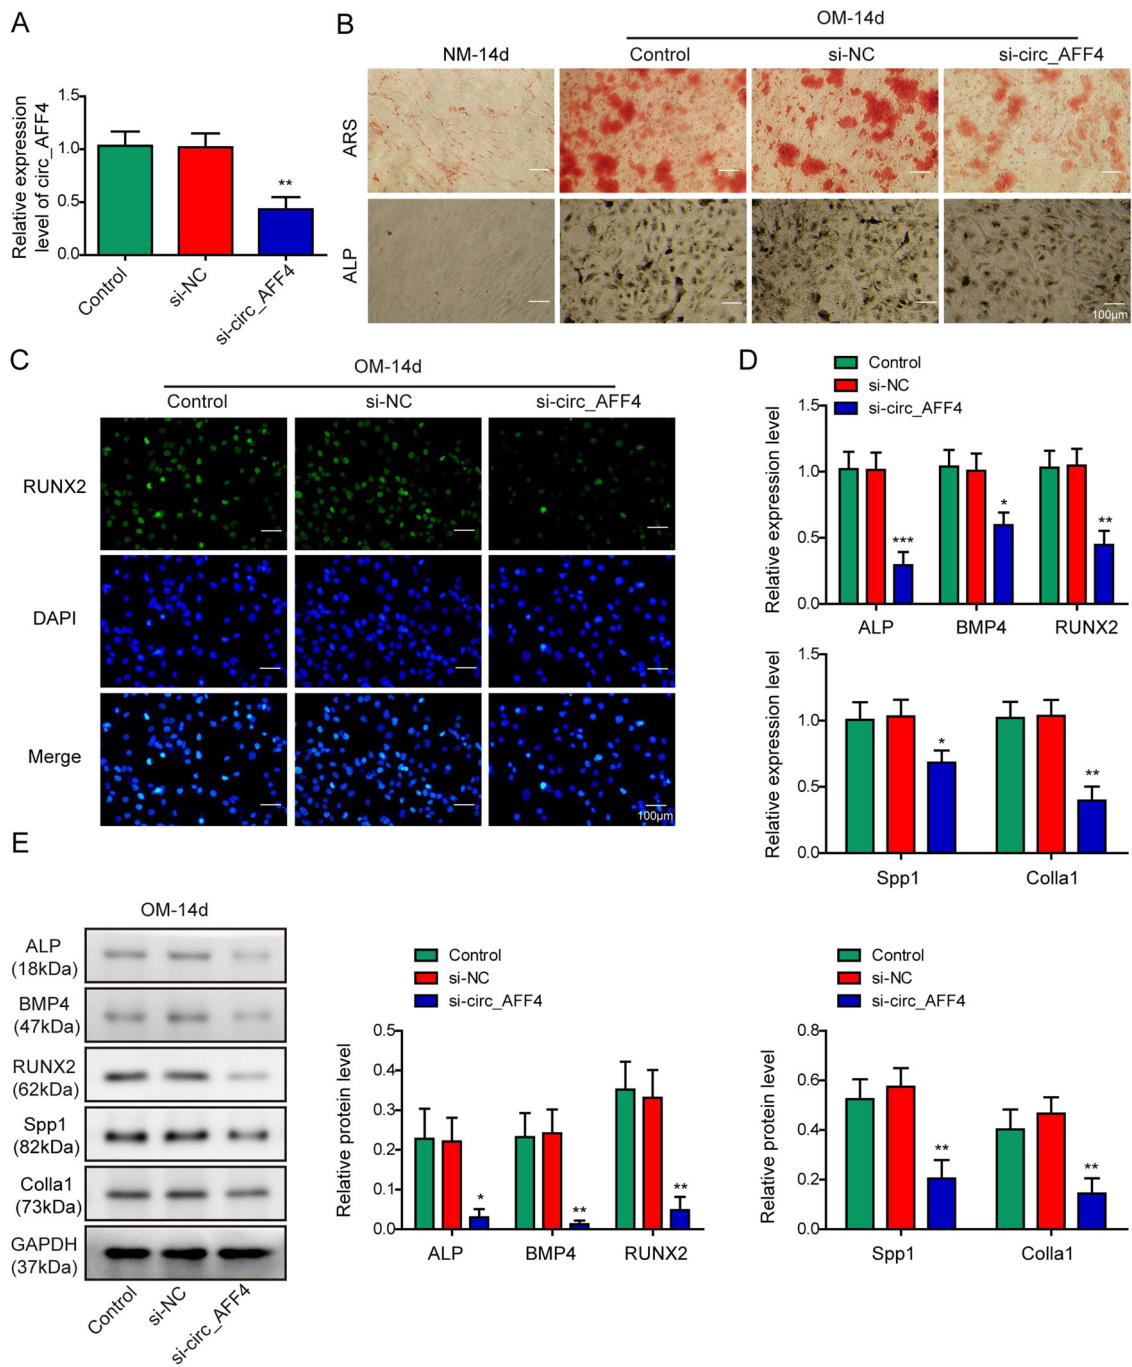 A
Relative expression
level of circ_AFF4
1.5
1.0
0.5
0.0
**
Control
si-NC
si-circ_AFF4
B
OM-14d
NM-14d
Control
si-NC
si-circ_AFF4
ARS
ALP
100µm
C
OM-14d
Control
si-NC
si-circ_AFF4
RUNX2
DAPI
Merge
100µm
D
Control
si-NC
si-circ_AFF4
Relative expression level
1.5
1.0
0.5
0.0
***
*
**
ALP
BMP4
RUNX2
Relative expression level
1.5
1.0
0.5
0.0
*
**
Spp1
Colla1
E
OM-14d
ALP
(18kDa)
BMP4
(47kDa)
RUNX2
(62kDa)
Spp1
(82kDa)
Colla1
(73kDa)
GAPDH
(37kDa)
Control
si-NC
si-circ_AFF4
Control
si-NC
si-circ_AFF4
Relative protein level
0.5
0.4
0.3
0.2
0.1
0.0
*
**
**
ALP
BMP4
RUNX2
Control
si-NC
si-circ_AFF4
Relative protein level
0.8
0.6
0.4
0.2
0.0
**
**
Spp1
Colla1